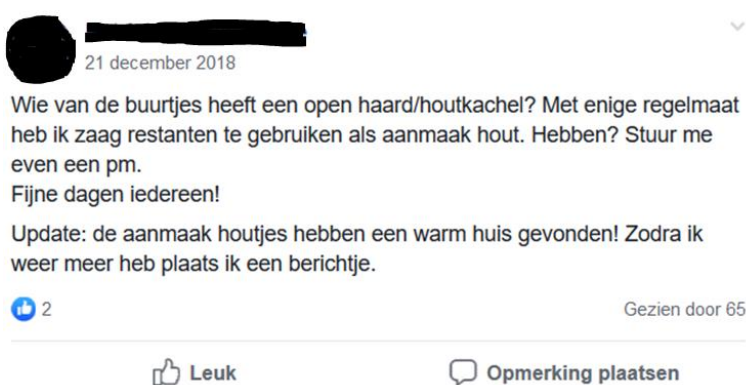 21 december 2018
Wie van de buurtjes heeft een open haard/houtkachel? Met enige regelmaat
heb ik zaag restanten te gebruiken als aanmaak hout. Hebben? Stuur me
even een pm.
Fijne dagen iedereen!
Update: de aanmaak houtjes hebben een warm huis gevonden! Zodra ik
weer meer heb plaats ik een berichtje.
2 Gezien door 65
Leuk Opmerking plaatsen